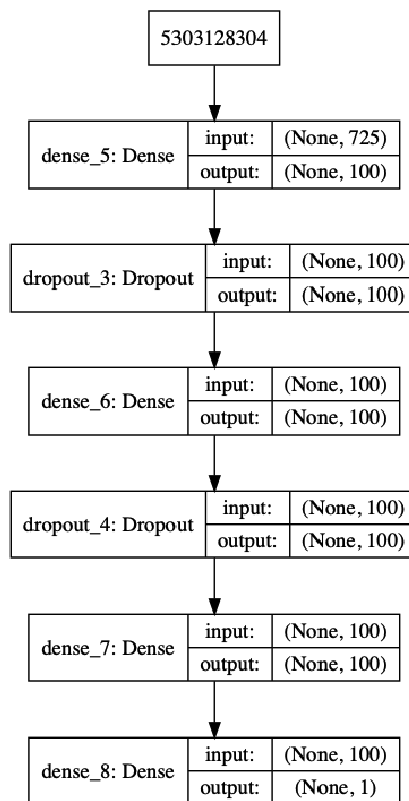 5303128304
dense_5: Dense
input: (None, 725)
output: (None, 100)
dropout_3: Dropout
input: (None, 100)
output: (None, 100)
dense_6: Dense
input: (None, 100)
output: (None, 100)
dropout_4: Dropout
input: (None, 100)
output: (None, 100)
dense_7: Dense
input: (None, 100)
output: (None, 100)
dense_8: Dense
input: (None, 100)
output: (None, 1)